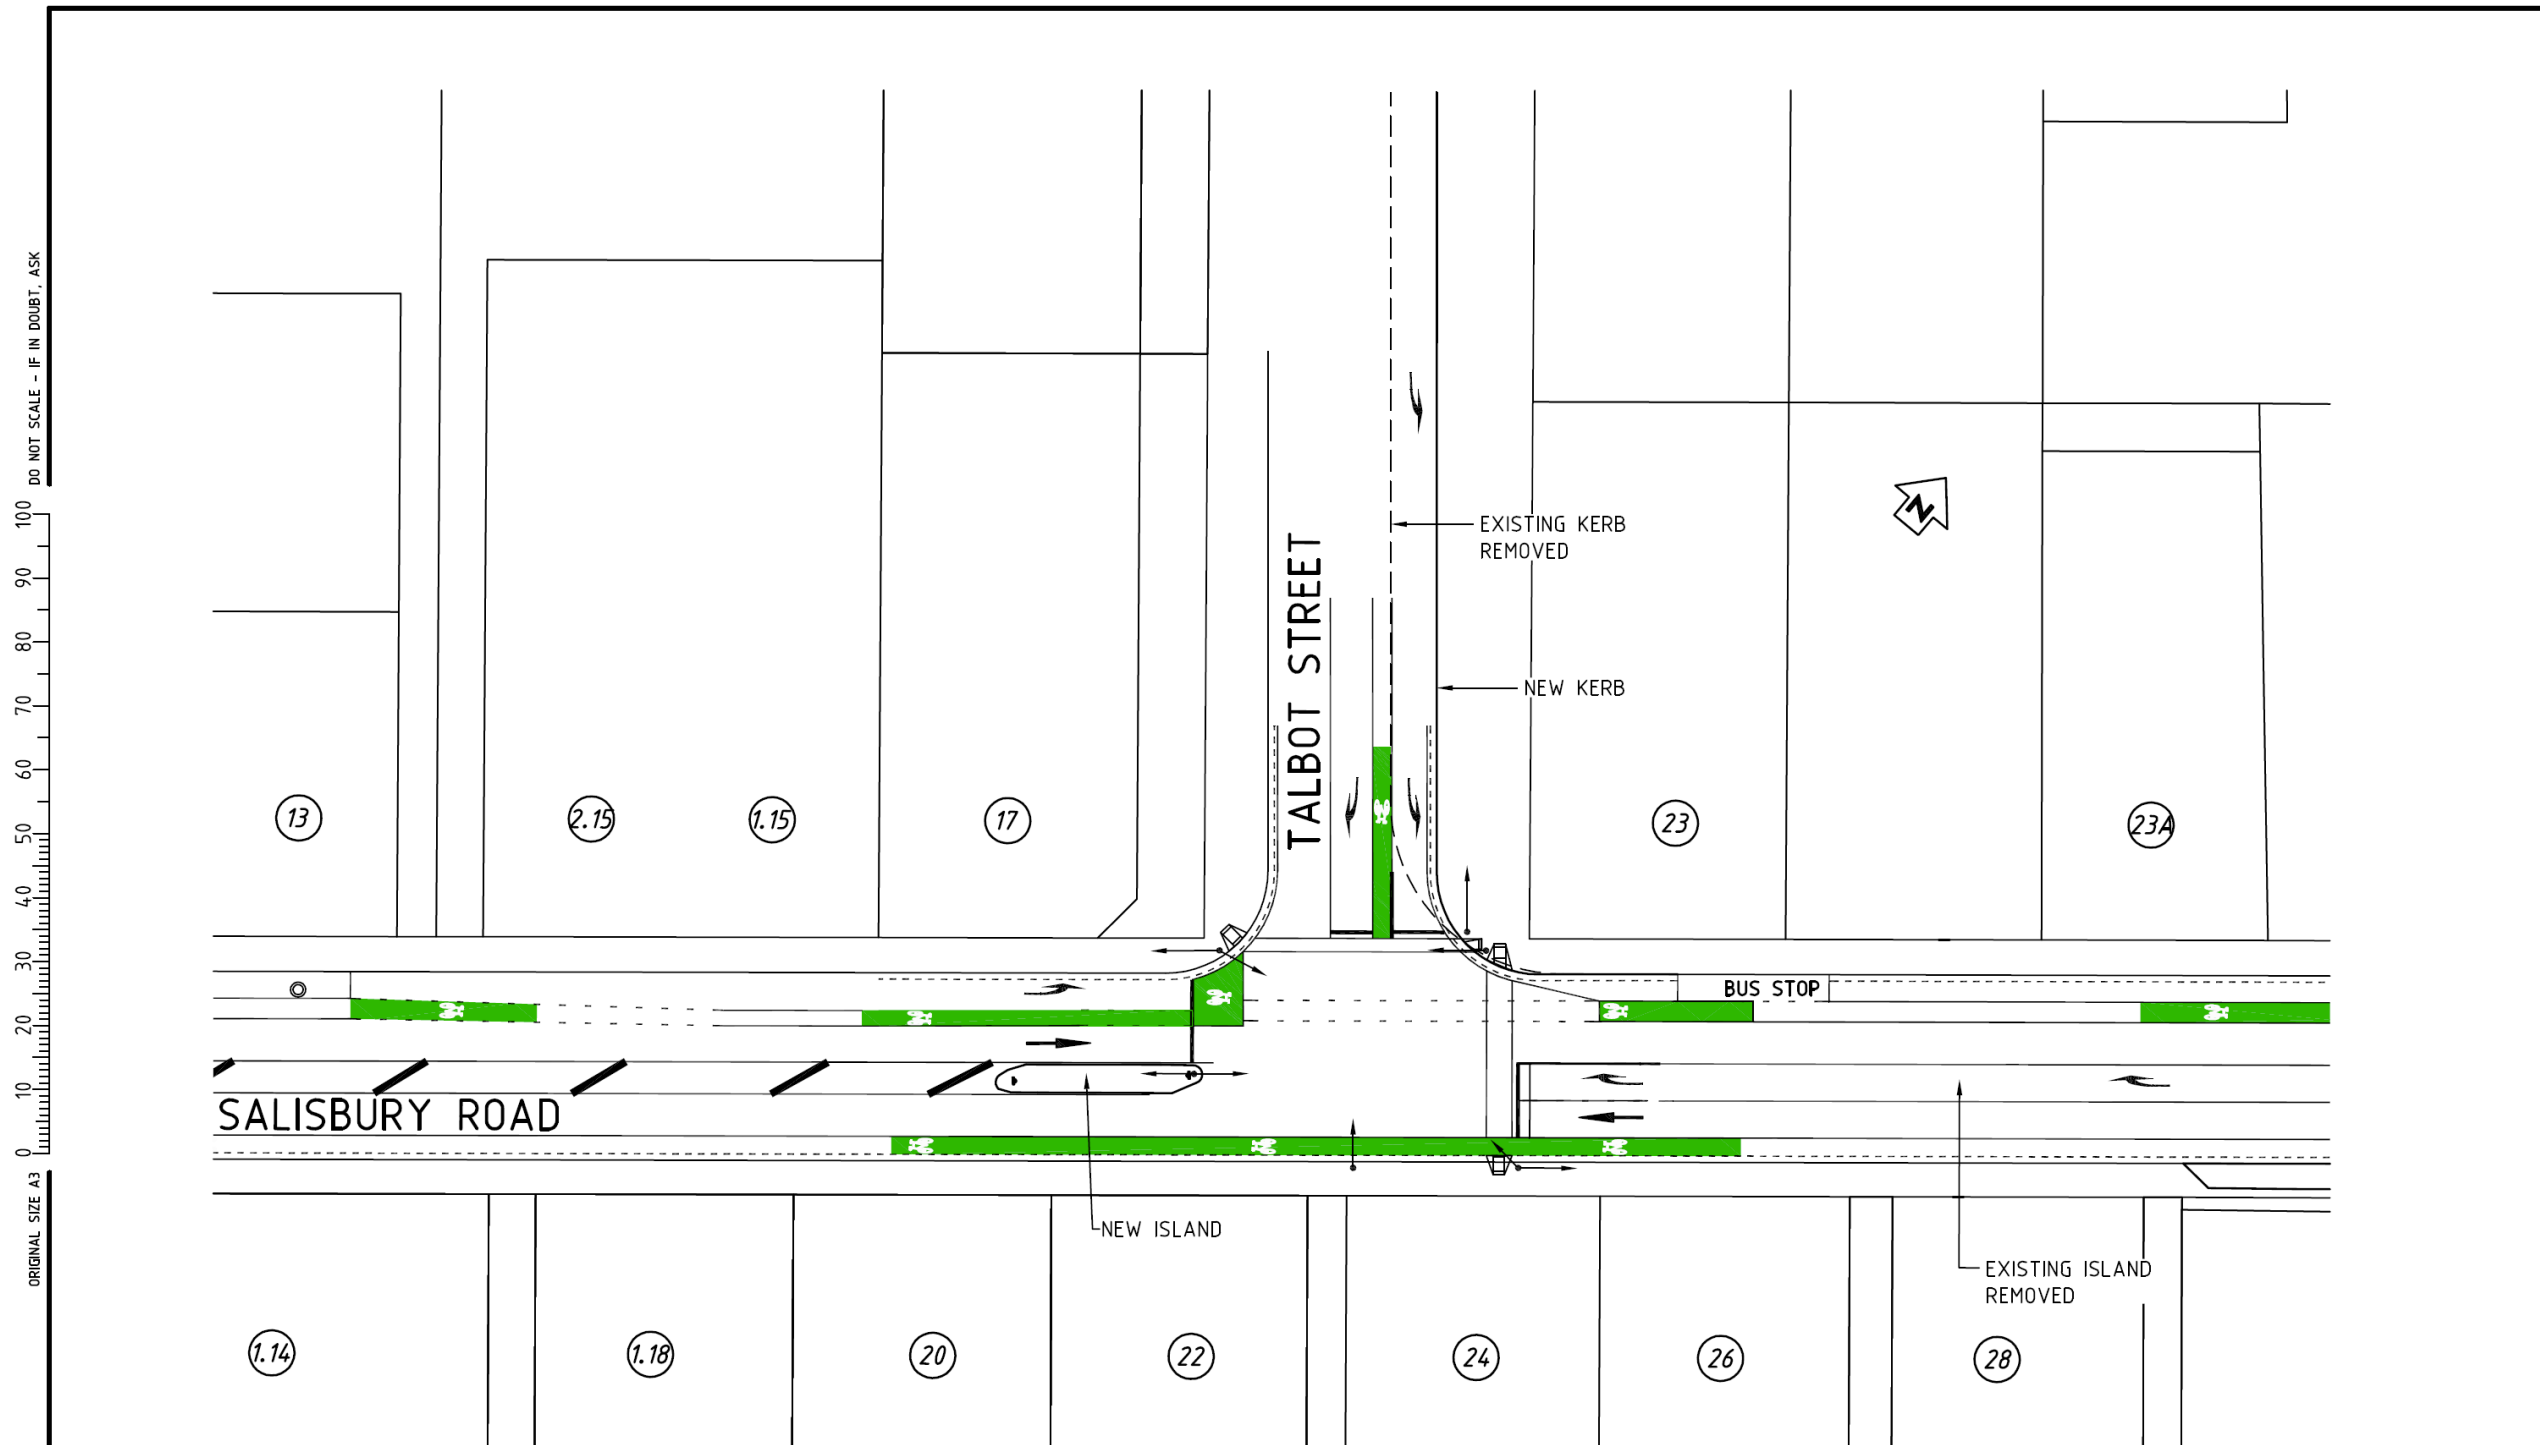 DO NOT SCALE - IF IN DOUBT, ASK
100
90
80
70
60
50
40
30
20
10
0
ORIGINAL SIZE A3
EXISTING KERB
REMOVED
N
TALBOT STREET
NEW KERB
13
2.15
1.15
17
23
23A
BUS STOP
SALISBURY ROAD
NEW ISLAND
EXISTING ISLAND
REMOVED
1.14
1.18
20
22
24
26
28